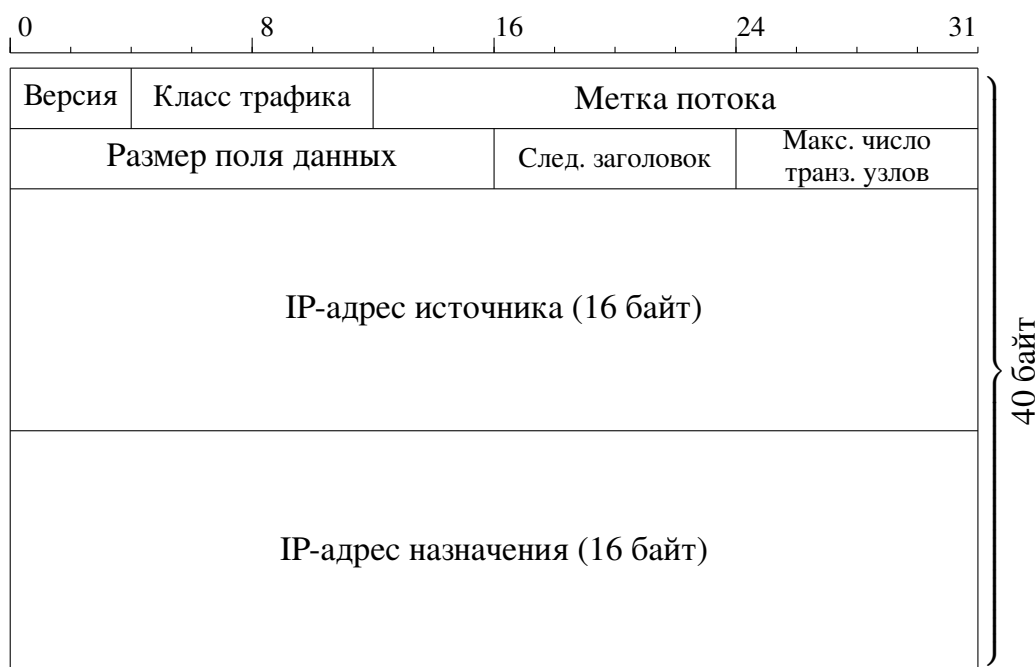 0 8 16 24 31
Версия Класс трафика Метка потока
Размер поля данных След. заголовок Макс. число
транз. узлов
IP-адрес источника (16 байт)
40 байт
IP-адрес назначения (16 байт)